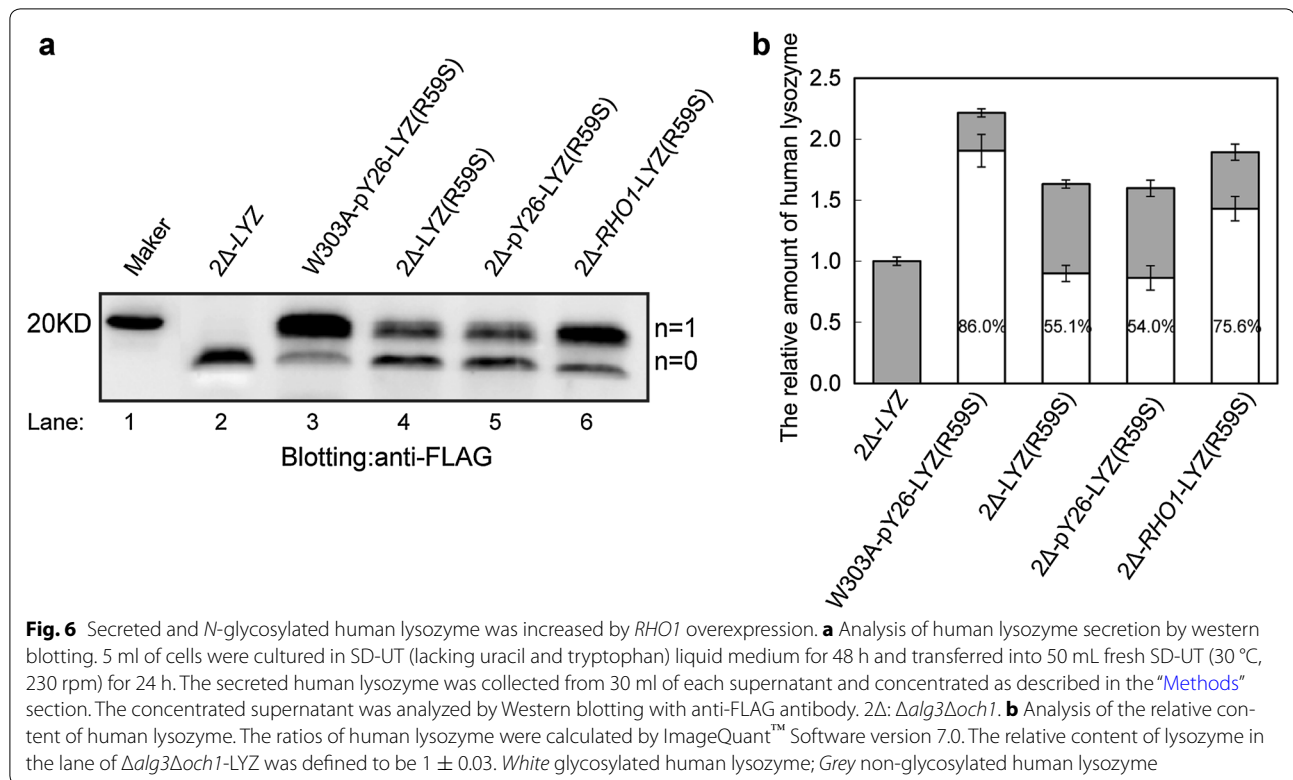 a
Maker
2Δ-LYZ
W303A-pY26-LYZ(R59S)
2Δ-LYZ(R59S)
2Δ-pY26-LYZ(R59S)
2Δ-RHO1-LYZ(R59S)
20KD
n=1
n=0
Lane: 1 2 3 4 5 6
Blotting:anti-FLAG
b
The relative amount of human lysozyme
2.5
2.0
1.5
1.0
0.5
0.0
86.0%
55.1%
54.0%
75.6%
2Δ-LYZ
W303A-pY26-LYZ(R59S)
2Δ-LYZ(R59S)
2Δ-pY26-LYZ(R59S)
2Δ-RHO1-LYZ(R59S)
Fig. 6 Secreted and N-glycosylated human lysozyme was increased by RHO1 overexpression. a Analysis of human lysozyme secretion by western
blotting. 5 ml of cells were cultured in SD-UT (lacking uracil and tryptophan) liquid medium for 48 h and transferred into 50 mL fresh SD-UT (30 °C,
230 rpm) for 24 h. The secreted human lysozyme was collected from 30 ml of each supernatant and concentrated as described in the “Methods”
section. The concentrated supernatant was analyzed by Western blotting with anti-FLAG antibody. 2Δ: Δalg3Δoch1. b Analysis of the relative con-
tent of human lysozyme. The ratios of human lysozyme were calculated by ImageQuant™ Software version 7.0. The relative content of lysozyme in
the lane of Δalg3Δoch1-LYZ was defined to be 1 ± 0.03. White glycosylated human lysozyme; Grey non-glycosylated human lysozyme